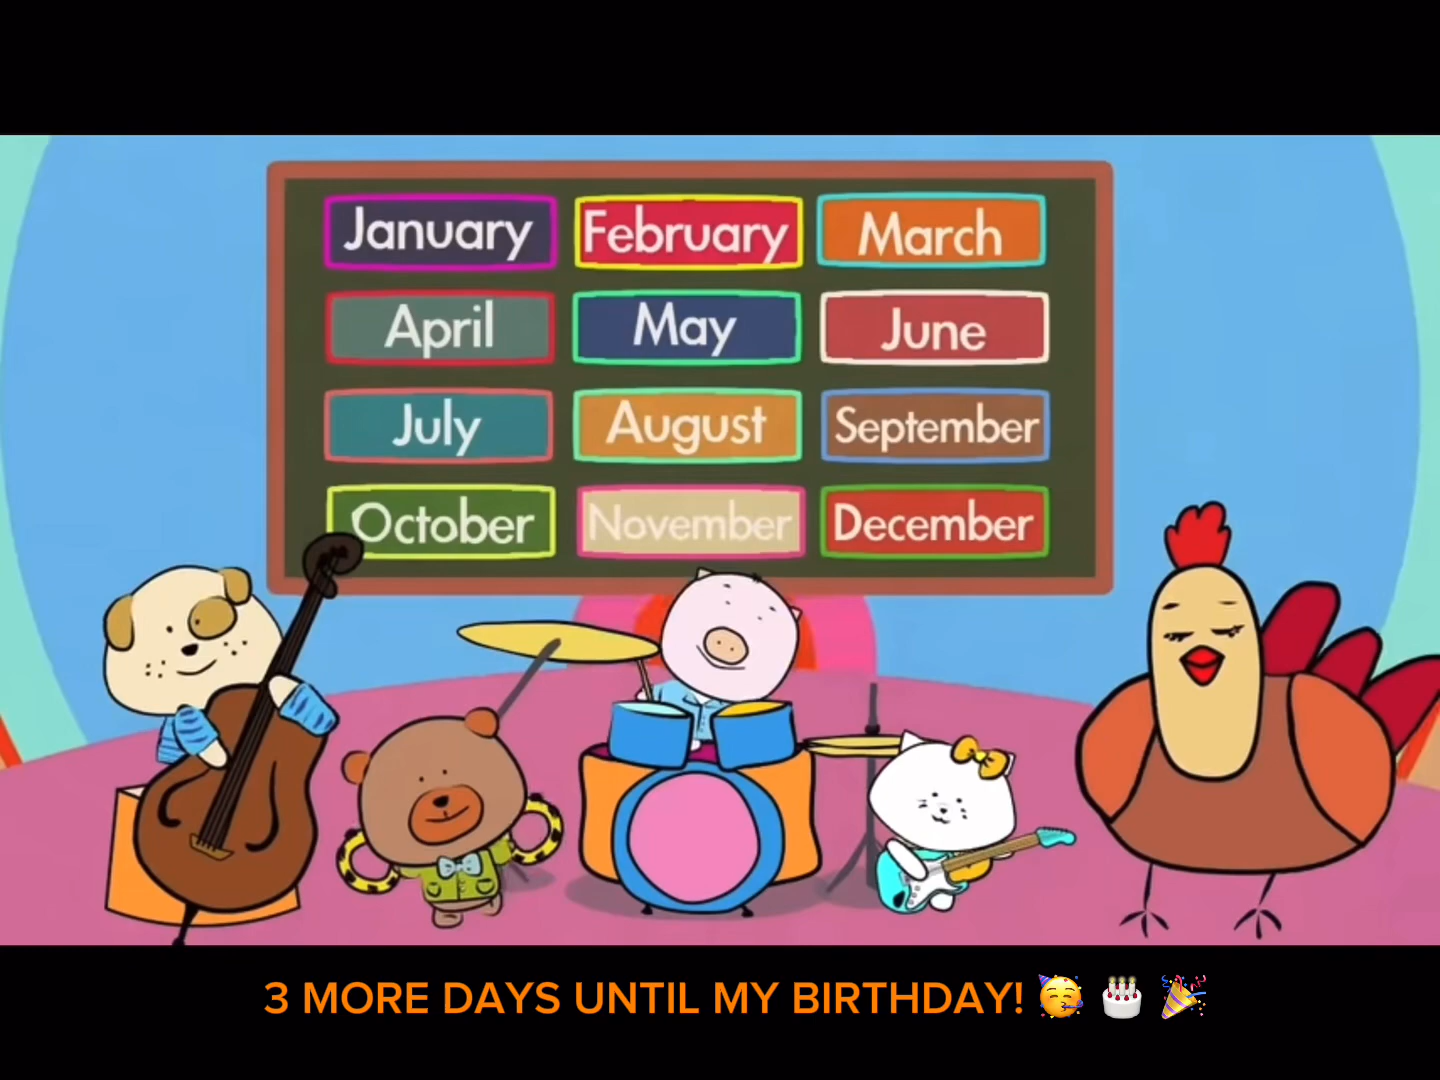 January February March
April May June
July August September
October November December
3 MORE DAYS UNTIL MY BIRTHDAY! 🥳 🎂 🎉